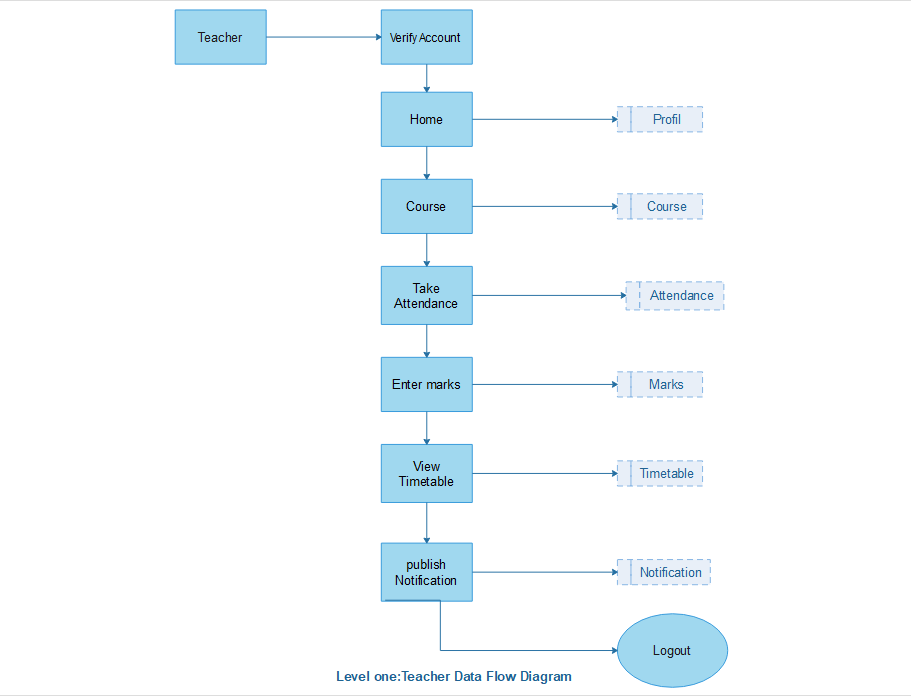 Teacher
Verify Account
Home
Profil
Course
Course
Take
Attendance
Attendance
Enter marks
Marks
View
Timetable
Timetable
publish
Notification
Notification
Logout
Level one:Teacher Data Flow Diagram